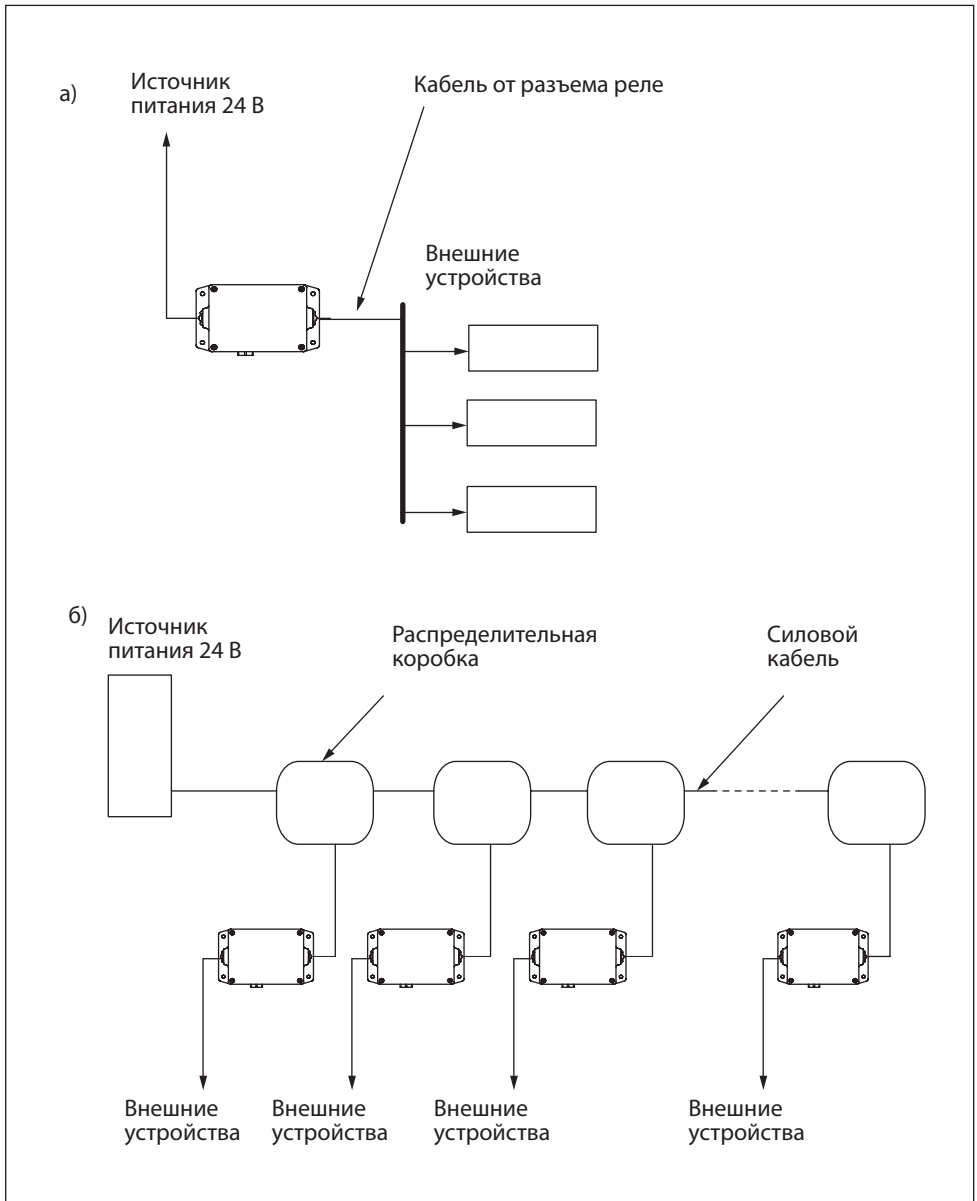 а)
Источник
питания 24 В
Кабель от разъема реле
Внешние
устройства
б)
Источник
питания 24 В
Распределительная
коробка
Силовой
кабель
Внешние
устройства
Внешние
устройства
Внешние
устройства
Внешние
устройства